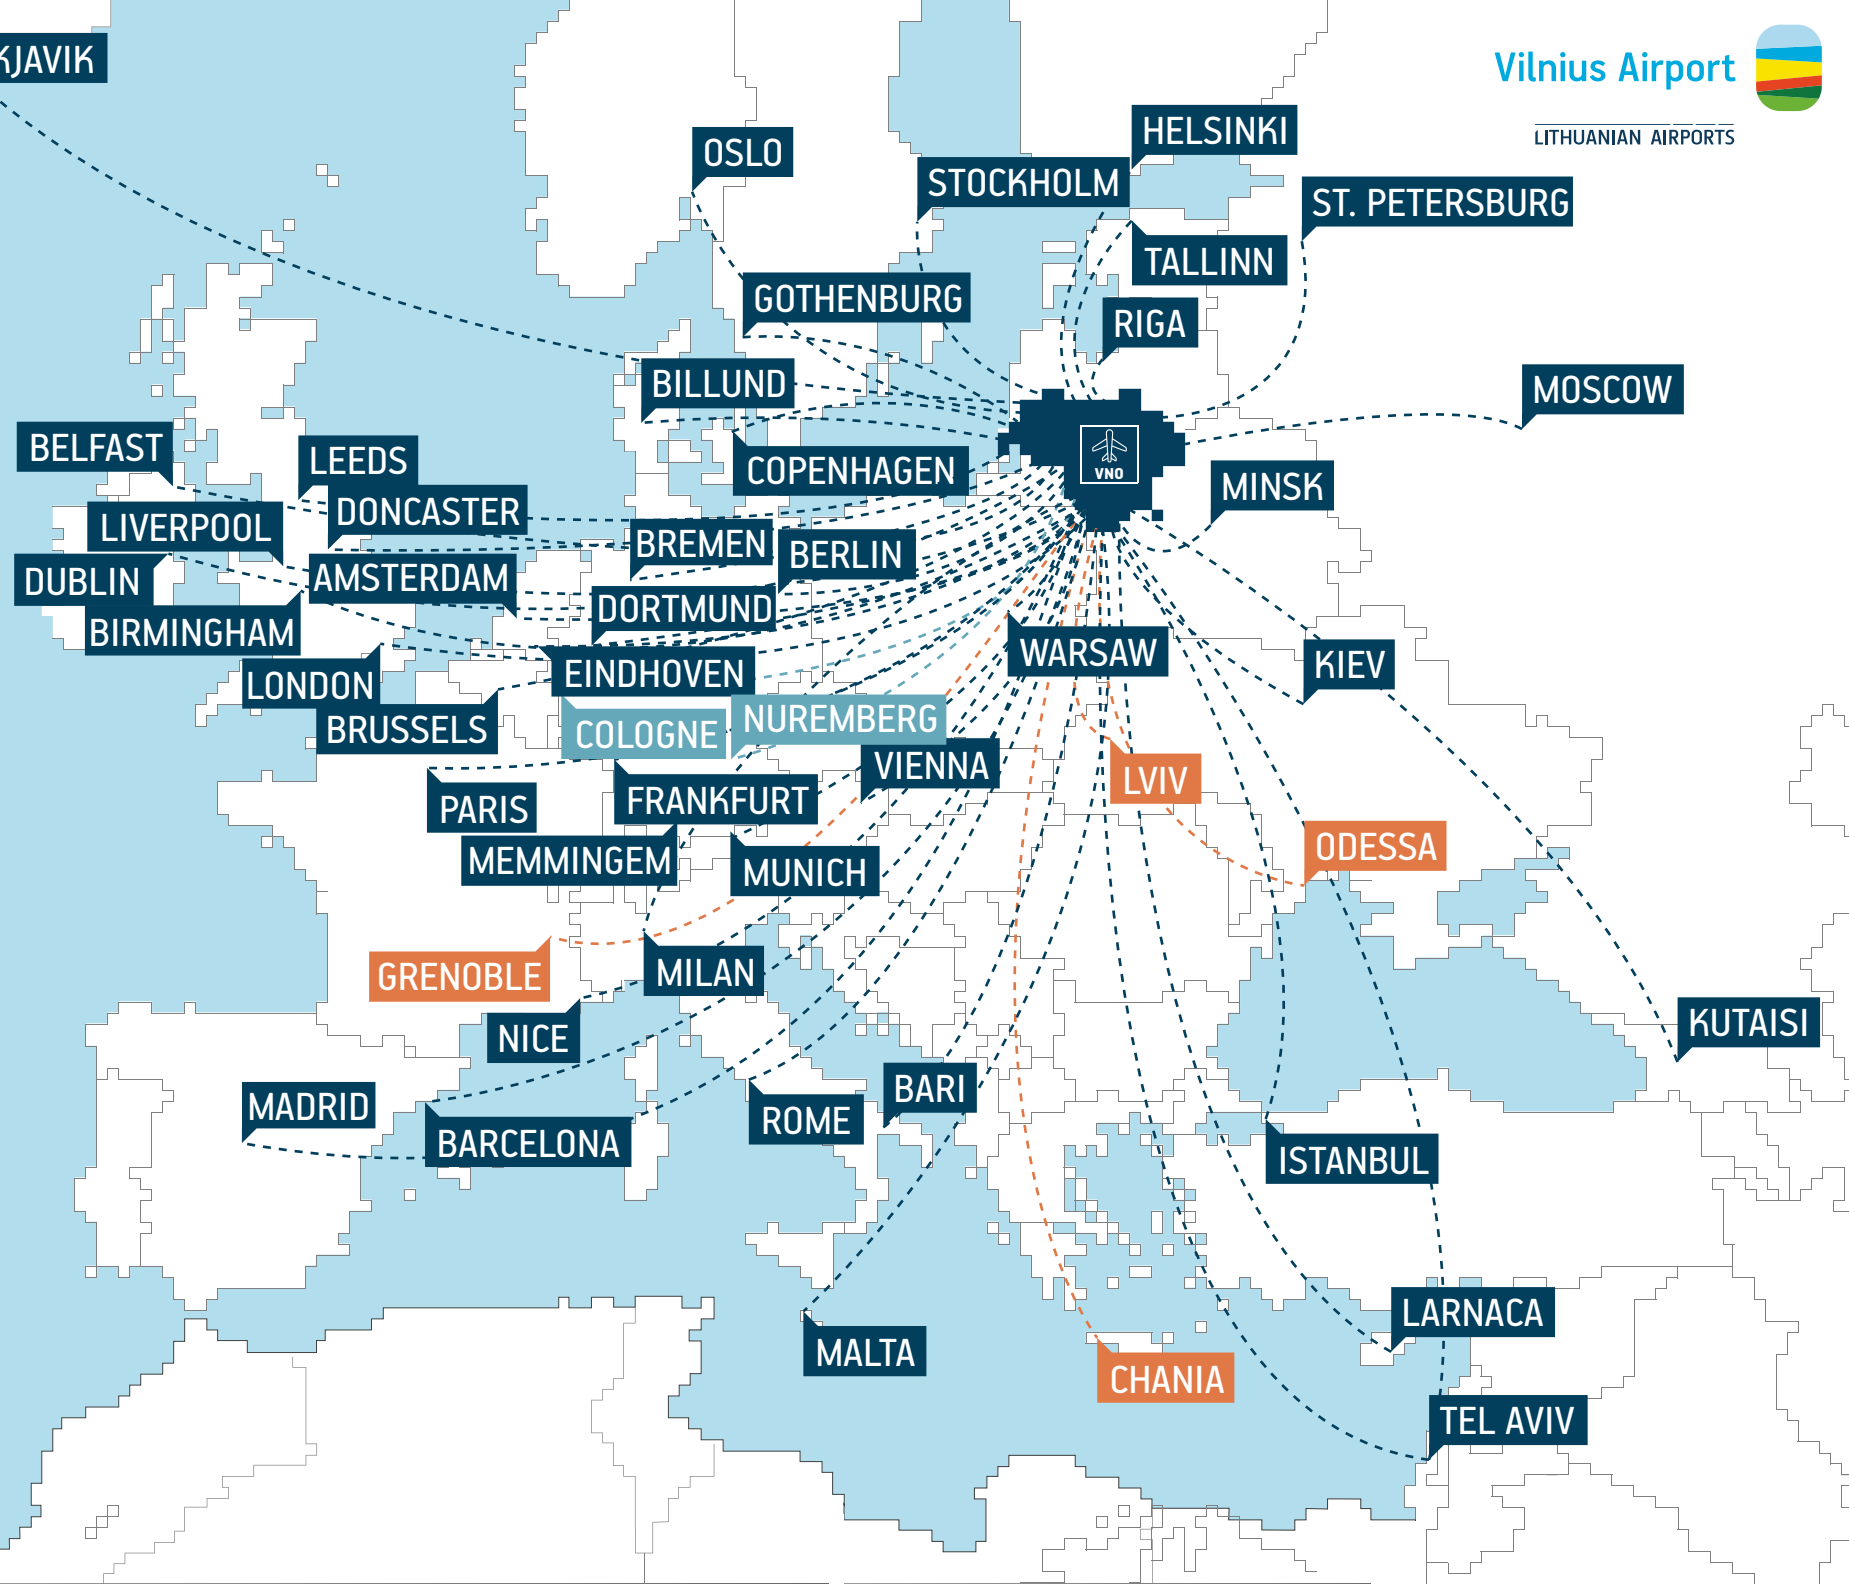 KJAVIK
Vilnius Airport
LITHUANIAN AIRPORTS
OSLO
HELSINKI
STOCKHOLM
ST. PETERSBURG
TALLINN
GOTHENBURG
RIGA
BILLUND
MOSCOW
BELFAST
LEEDS
COPENHAGEN
VNO
MINSK
DONCASTER
LIVERPOOL
BREMEN
BERLIN
DUBLIN
AMSTERDAM
DORTMUND
BIRMINGHAM
WARSAW
KIEV
EINDHOVEN
LONDON
BRUSSELS
COLOGNE
NUREMBERG
VIENNA
LVIV
FRANKFURT
PARIS
ODESSA
MEMMINGEM
MUNICH
GRENOBLE
MILAN
KUTAISI
NICE
BARI
MADRID
ROME
BARCELONA
ISTANBUL
LARNACA
MALTA
CHANIA
TEL AVIV